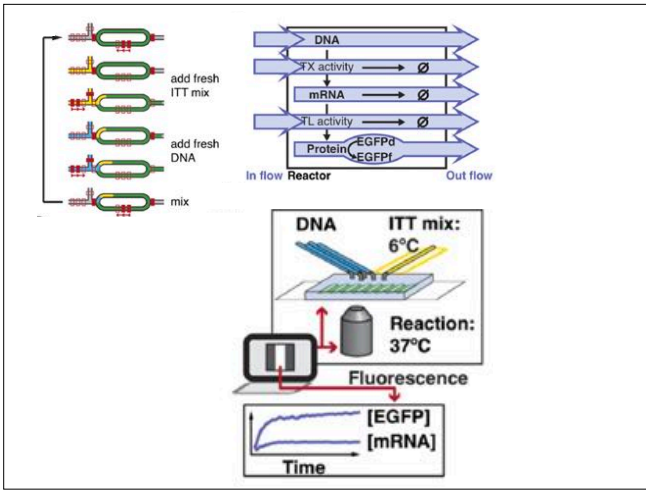 add fresh
ITT mix
add fresh
DNA
mix
DNA
TX activity
Ø
mRNA
Ø
TL activity
Ø
Protein
EGFPd
EGFPf
In flow
Reactor
Out flow
DNA
ITT mix:
6°C
Reaction:
37°C
Fluorescence
[EGFP]
[mRNA]
Time